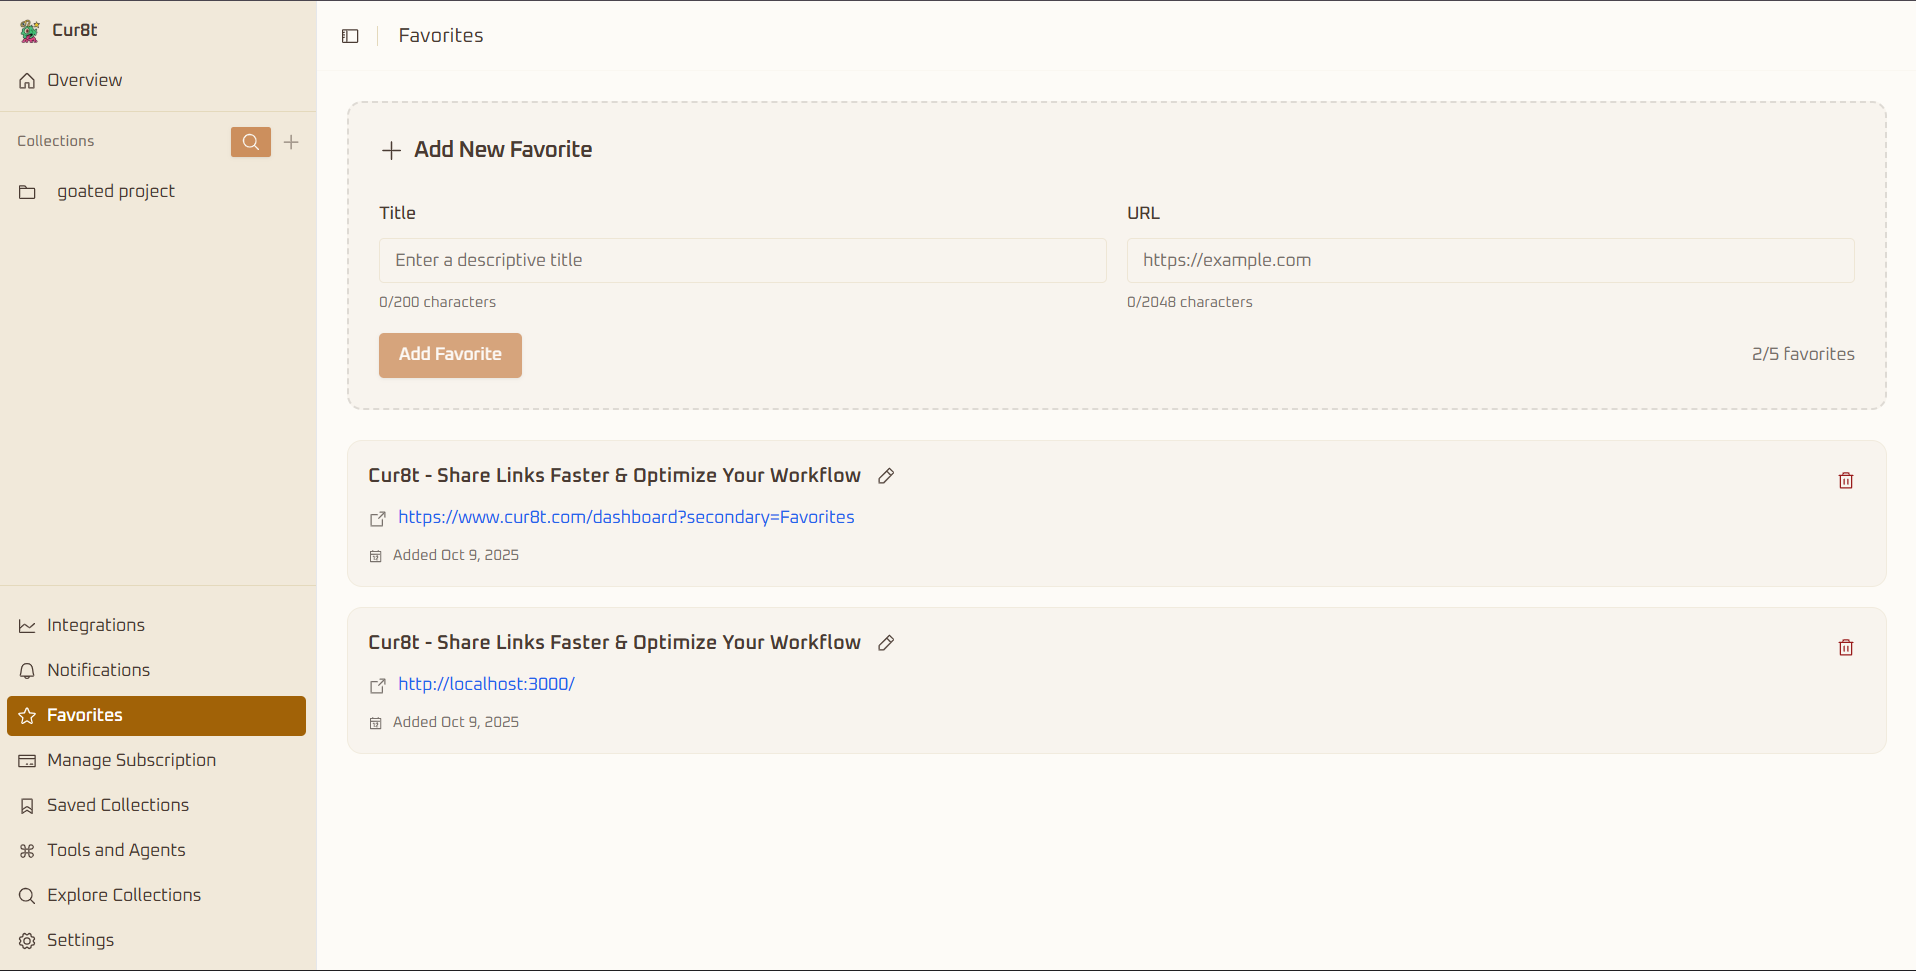 Cur8t
Overview
Collections
goated project
Integrations
Notifications
Favorites
Manage Subscription
Saved Collections
Tools and Agents
Explore Collections
Settings
Favorites
Add New Favorite
Title
URL
Enter a descriptive title
https://example.com
0/200 characters
0/2048 characters
Add Favorite
2/5 favorites
Cur8t - Share Links Faster & Optimize Your Workflow
https://www.cur8t.com/dashboard?secondary=Favorites
Added Oct 9, 2025
Cur8t - Share Links Faster & Optimize Your Workflow
http://localhost:3000/
Added Oct 9, 2025